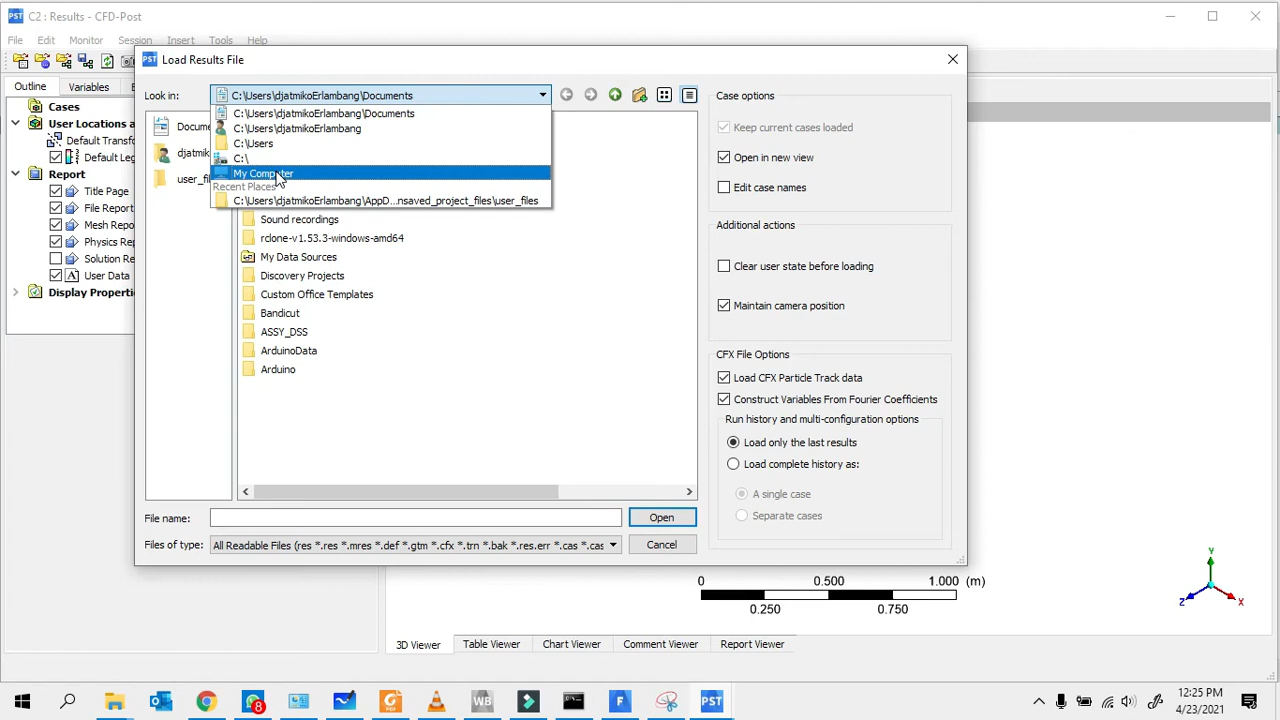 C2 : Results - CFD-Post
File Edit Monitor Session Insert Tools Help
Outline Variables
Cases
User Locations a
Default Transfo
Default Leg
Report
Title Page
File Report
Mesh Repor
Physics Rep
Solution Re
User Data
Display Properti
PST Load Results File
Look in: C:\Users\djatmikoErlambang\Documents
C:\Users\djatmikoErlambang\Documents
C:\Users\djatmikoErlambang
C:\Users
C:\
My Computer
Recent Places
C:\Users\djatmikoErlambang\AppD...nsaved_project_files\user_files
Docume
djatmik
user_fi
Sound recordings
rclone-v1.53.3-windows-amd64
My Data Sources
Discovery Projects
Custom Office Templates
Bandicut
ASSY_DSS
ArduinoData
Arduino
File name: Open
Files of type: All Readable Files (res *.res *.mres *.def *.gtm *.cfx *.trn *.bak *.res.err *.cas *.cas Cancel
Case options
Keep current cases loaded
Open in new view
Edit case names
Additional actions
Clear user state before loading
Maintain camera position
CFX File Options
Load CFX Particle Track data
Construct Variables From Fourier Coefficients
Run history and multi-configuration options
Load only the last results
Load complete history as:
A single case
Separate cases
0 0.500 1.000 (m)
0.250 0.750
Y
Z X
3D Viewer Table Viewer Chart Viewer Comment Viewer Report Viewer
8 WB F PST
12:25 PM
4/23/2021